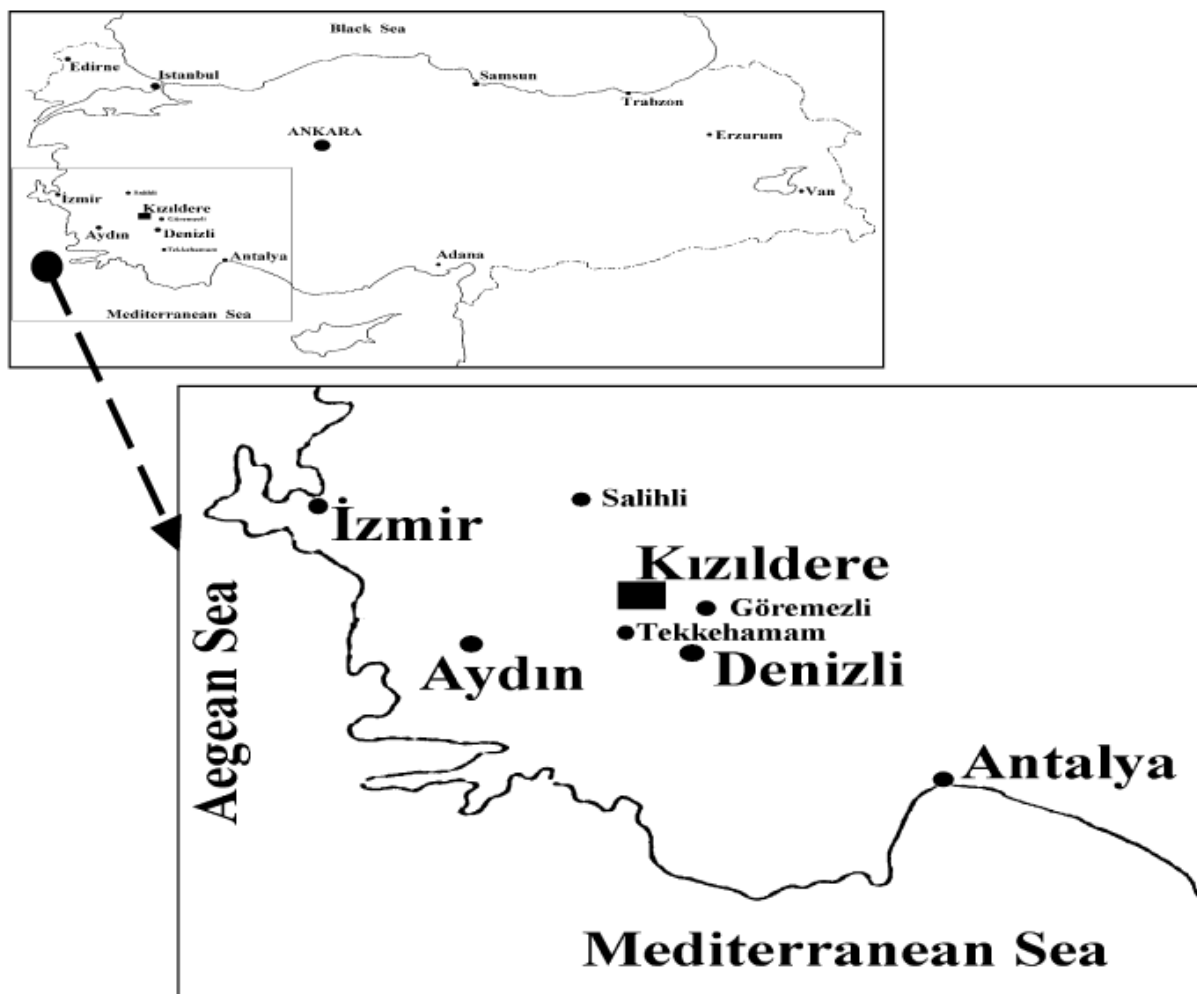 Black Sea
Edirne
Istanbul
Samsun
Trabzon
ANKARA
Erzurum
Van
İzmir
Salihli
Kızıldere
Göremezli
Aydın
Denizli
Tekkehamam
Antalya
Adana
Mediterranean Sea
Salihli
İzmir
Kızıldere
Göremezli
Tekkehamam
Aydın
Denizli
Aegean Sea
Antalya
Mediterranean Sea